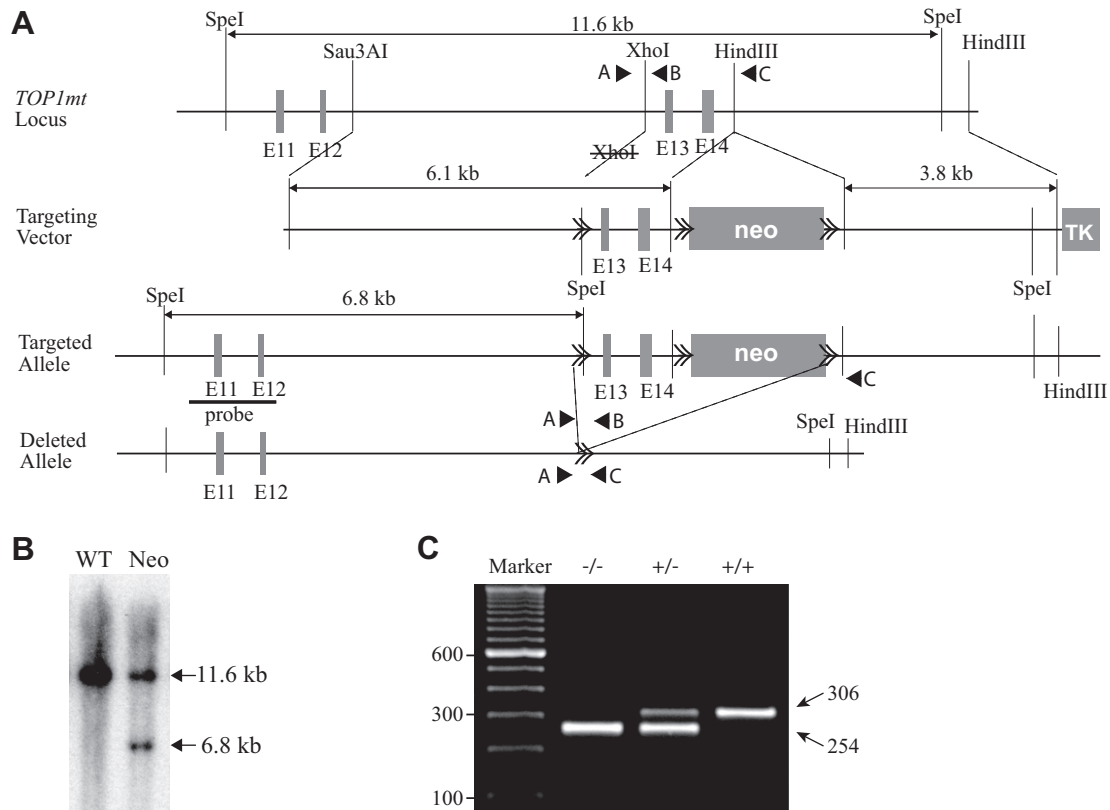 A
SpeI
11.6 kb
SpeI
Sau3AI
XhoI
HindIII
HindIII
A
B
C
TOP1mt
Locus
E11
E12
XhoI
E13
E14
6.1 kb
3.8 kb
Targeting
Vector
neo
TK
E13
E14
SpeI
6.8 kb
SpeI
SpeI
Targeted
Allele
neo
E11
E12
E13
E14
C
HindIII
probe
A
B
SpeI
HindIII
Deleted
Allele
A
C
E11
E12
B
WT Neo
11.6 kb
6.8 kb
C
Marker -/- +/- +/+
600
300
100
306
254